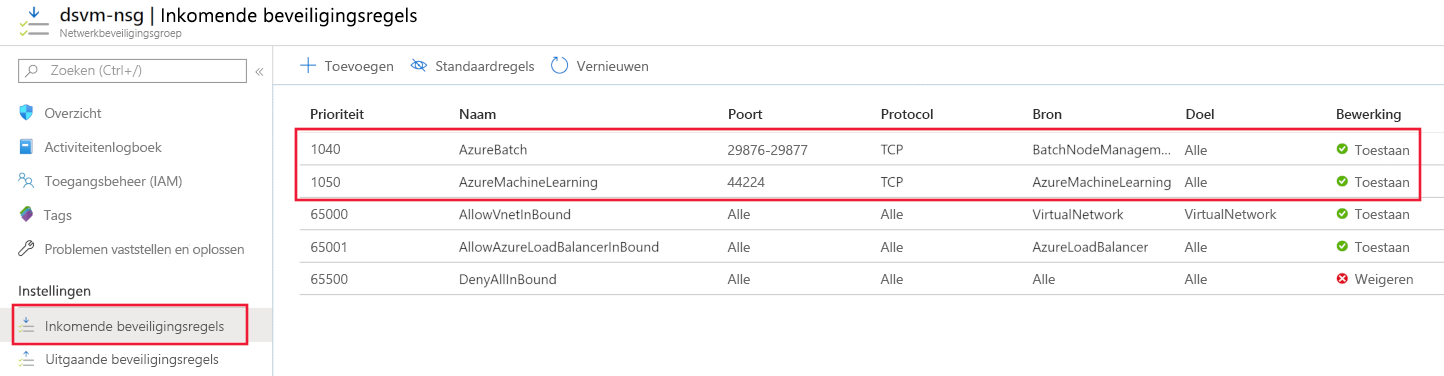 dsvm-nsg | Inkomende beveiligingsregels
Netwerkbeveiligingsgroep
Zoeken (Ctrl+/) «
Toevoegen Standaardregels Vernieuwen
Overzicht
Activiteitenlogboek
Toegangsbeheer (IAM)
Tags
Problemen vaststellen en oplossen
Instellingen
Inkomende beveiligingsregels
Uitgaande beveiligingsregels
Prioriteit Naam Poort Protocol Bron Doel Bewerking
1040 AzureBatch 29876-29877 TCP BatchNodeManagem... Alle Toestaan
1050 AzureMachineLearning 44224 TCP AzureMachineLearning Alle Toestaan
65000 AllowVnetInBound Alle Alle VirtualNetwork VirtualNetwork Toestaan
65001 AllowAzureLoadBalancerInBound Alle Alle AzureLoadBalancer Alle Toestaan
65500 DenyAllInBound Alle Alle Alle Alle Weigeren